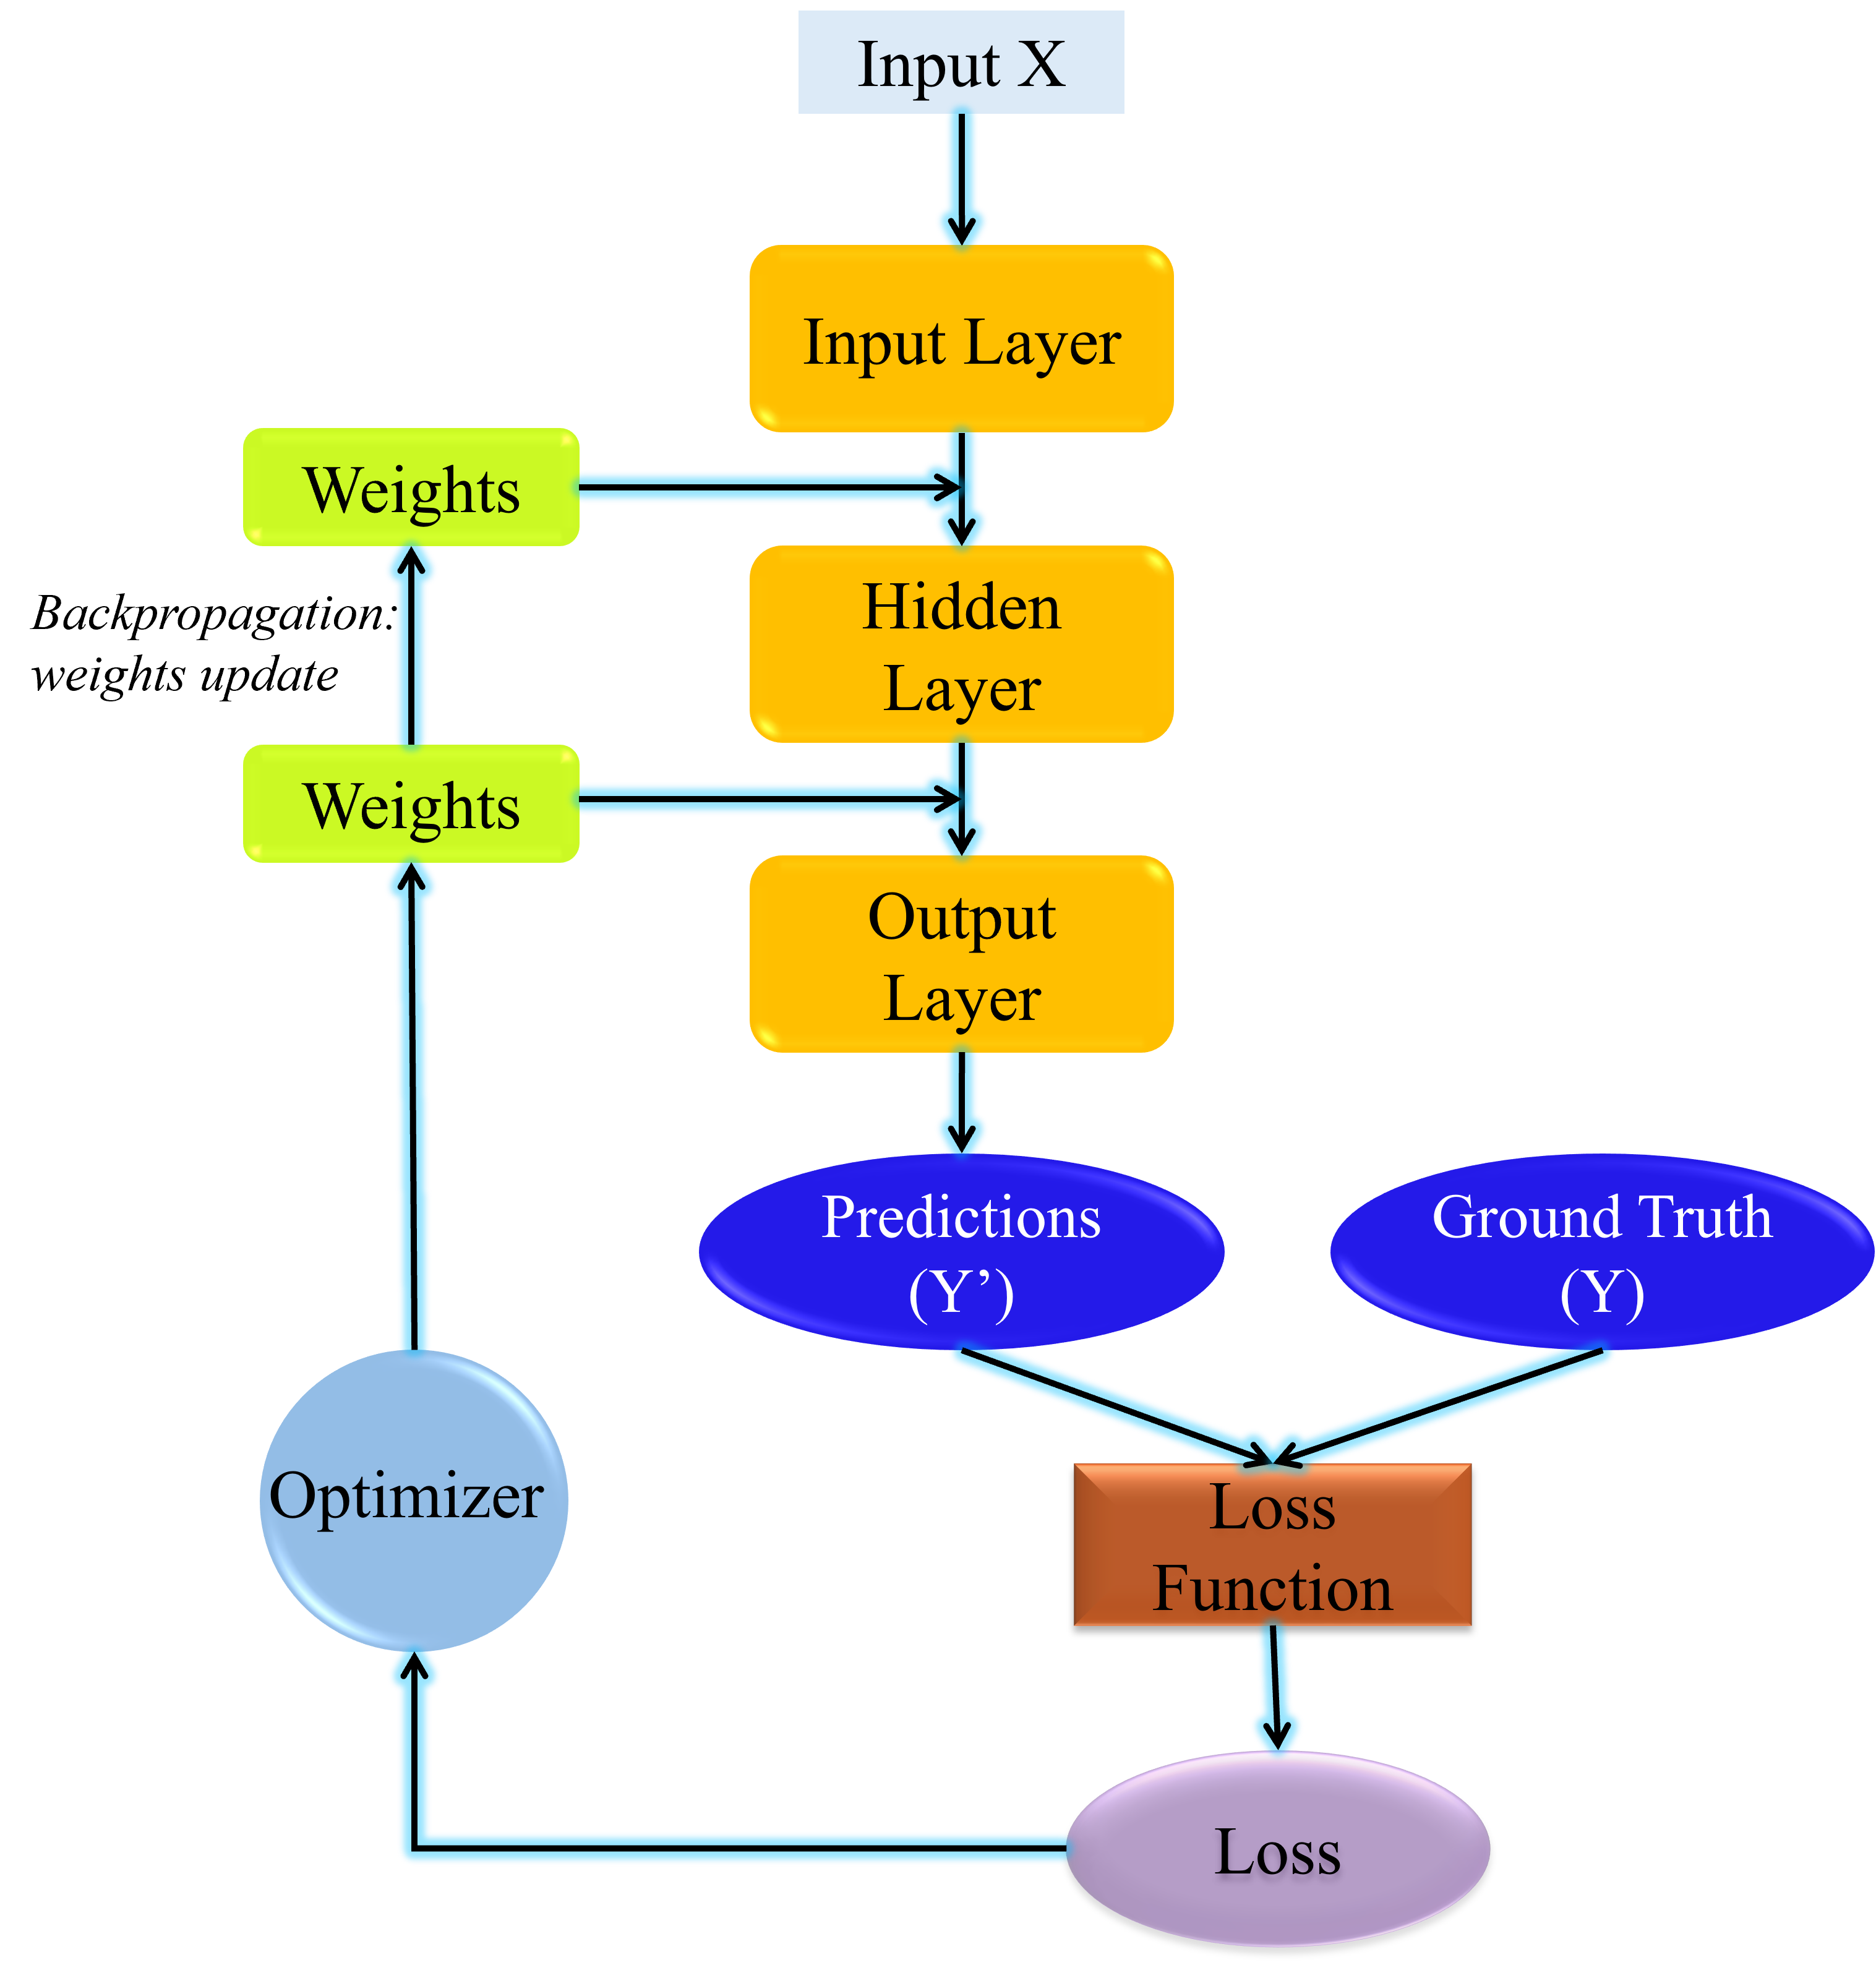 Input X
Input Layer
Weights
Backpropagation:
weights update
Hidden
Layer
Weights
Output
Layer
Predictions
(Y’)
Ground Truth
(Y)
Optimizer
Loss
Function
Loss